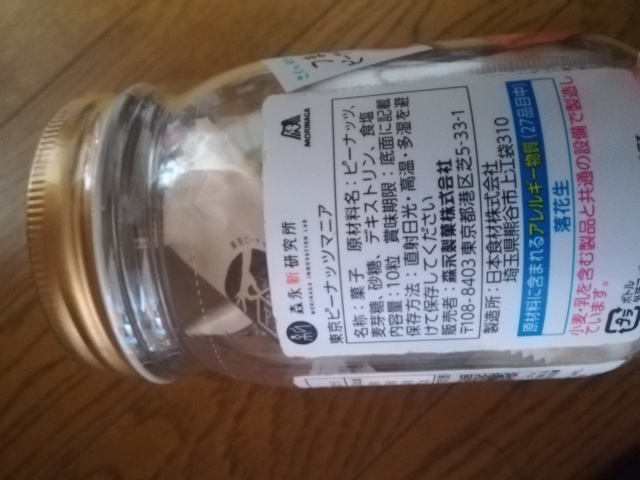 MORINAGA
森永新研究所
MORINAGA INNOVATION LAB
東京ピーナッツマニア
名称：菓子　原材料名：ピーナッツ、
麦芽糖、砂糖、デキストリン、食塩
内容量：10粒　賞味期限：底面に記載
保存方法：直射日光・高温・多湿を避
けて保存してください
販売者：森永製菓株式会社
〒108-8403 東京都港区芝5-33-1
製造所：日本食材株式会社
埼玉県熊谷市上江袋310
原材料に含まれるアレルギー物質(27品目中)
落花生
小麦・乳を含む製品と共通の設備で製造し
ています。
プラ